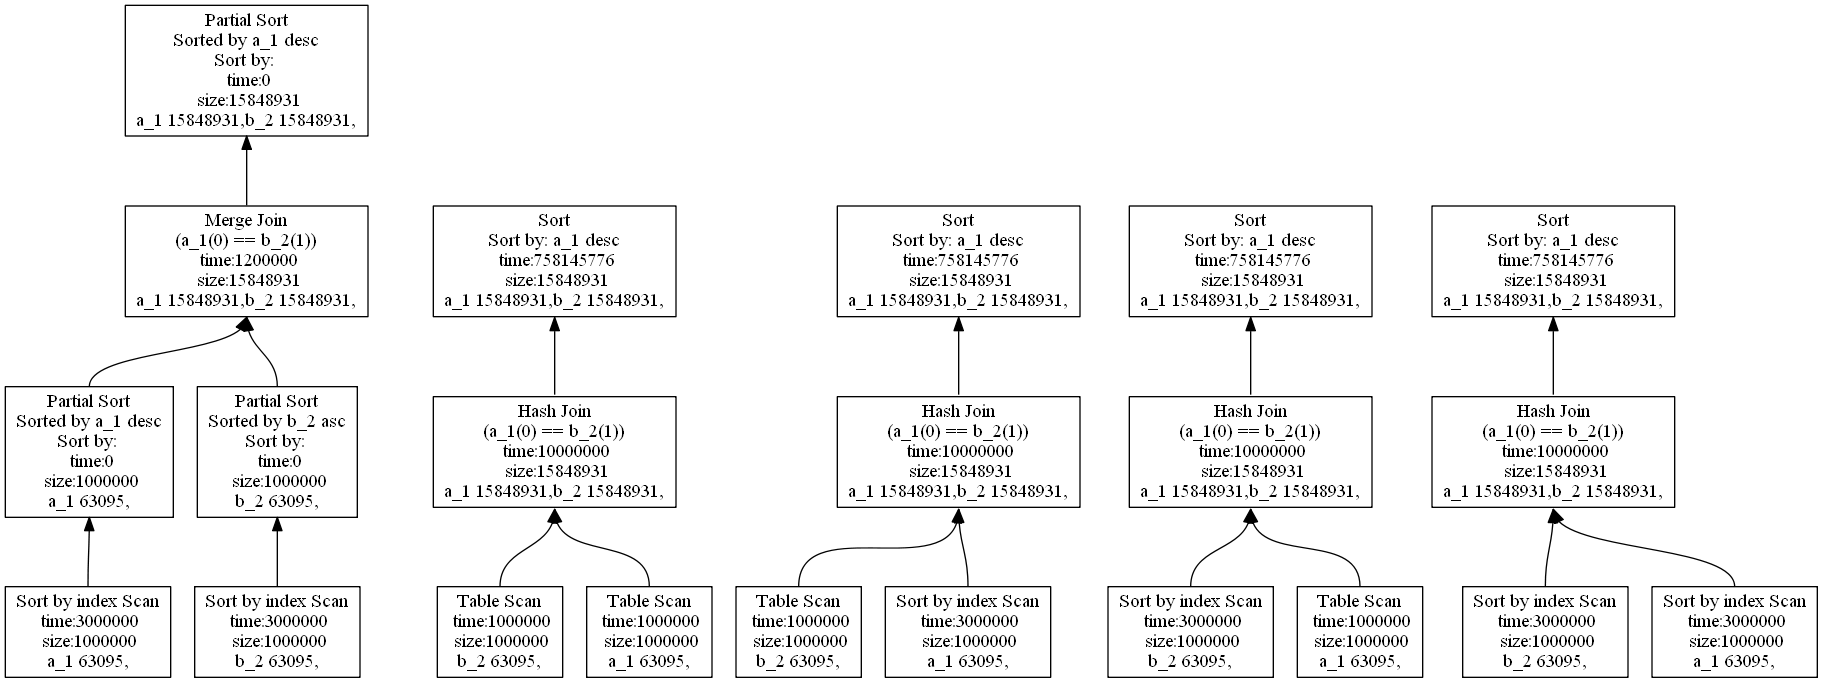 Partial Sort
Sorted by a_1 desc
Sort by:
time:0
size:15848931
a_1 15848931,b_2 15848931,
Merge Join
(a_1(0) == b_2(1))
time:1200000
size:15848931
a_1 15848931,b_2 15848931,
Sort
Sort by: a_1 desc
time:758145776
size:15848931
a_1 15848931,b_2 15848931,
Sort
Sort by: a_1 desc
time:758145776
size:15848931
a_1 15848931,b_2 15848931,
Sort
Sort by: a_1 desc
time:758145776
size:15848931
a_1 15848931,b_2 15848931,
Sort
Sort by: a_1 desc
time:758145776
size:15848931
a_1 15848931,b_2 15848931,
Partial Sort
Sorted by a_1 desc
Sort by:
time:0
size:1000000
a_1 63095,
Partial Sort
Sorted by b_2 asc
Sort by:
time:0
size:1000000
b_2 63095,
Hash Join
(a_1(0) == b_2(1))
time:10000000
size:15848931
a_1 15848931,b_2 15848931,
Hash Join
(a_1(0) == b_2(1))
time:10000000
size:15848931
a_1 15848931,b_2 15848931,
Hash Join
(a_1(0) == b_2(1))
time:10000000
size:15848931
a_1 15848931,b_2 15848931,
Hash Join
(a_1(0) == b_2(1))
time:10000000
size:15848931
a_1 15848931,b_2 15848931,
Sort by index Scan
time:3000000
size:1000000
a_1 63095,
Sort by index Scan
time:3000000
size:1000000
b_2 63095,
Table Scan
time:1000000
size:1000000
b_2 63095,
Table Scan
time:1000000
size:1000000
a_1 63095,
Table Scan
time:1000000
size:1000000
b_2 63095,
Sort by index Scan
time:3000000
size:1000000
a_1 63095,
Sort by index Scan
time:3000000
size:1000000
b_2 63095,
Table Scan
time:1000000
size:1000000
a_1 63095,
Sort by index Scan
time:3000000
size:1000000
b_2 63095,
Sort by index Scan
time:3000000
size:1000000
a_1 63095,